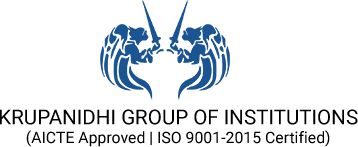 KRUPANIDHI GROUP OF INSTITUTIONS
(AICTE Approved | ISO 9001-2015 Certified)